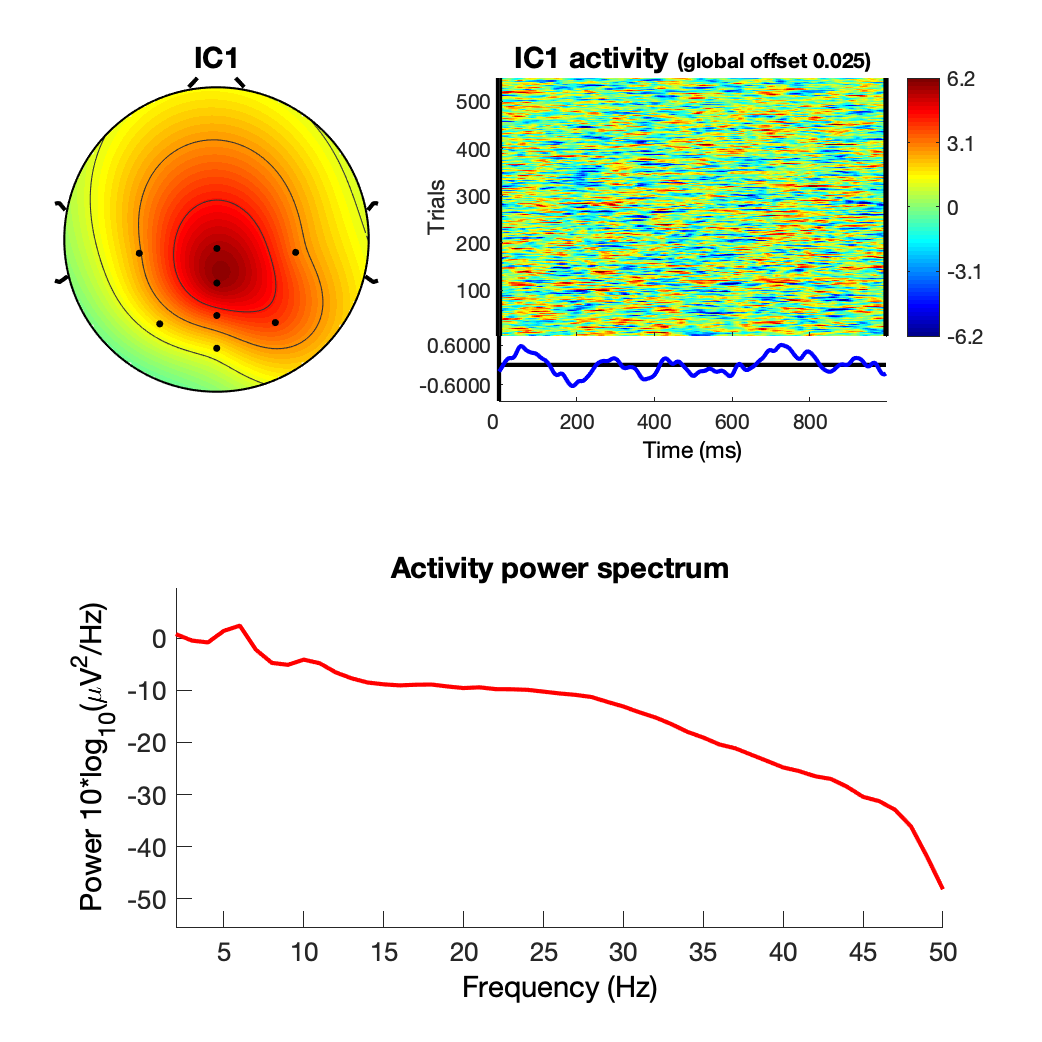 IC1
IC1 activity (global offset 0.025)
500
400
300
200
100
Trials
6.2
3.1
0
-3.1
-6.2
0.6000
-0.6000
0 200 400 600 800
Time (ms)
Activity power spectrum
Power 10*log10(μV²/Hz)
0
-10
-20
-30
-40
-50
5 10 15 20 25 30 35 40 45 50
Frequency (Hz)